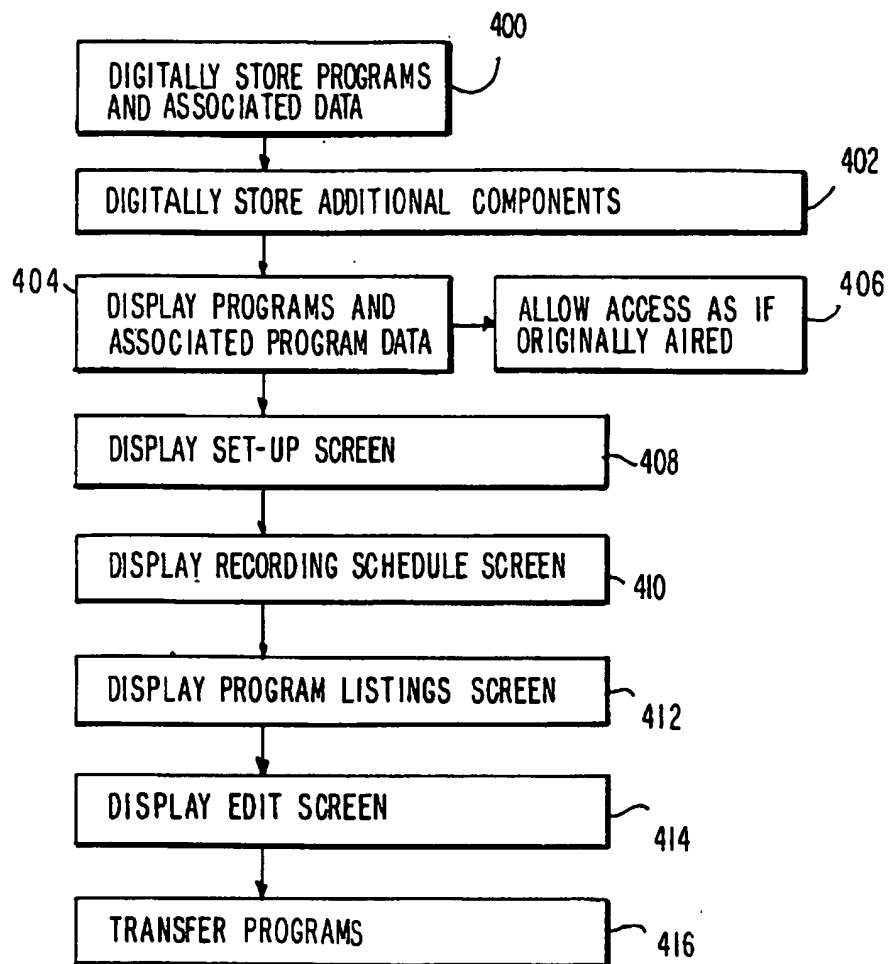 400
DIGITALLY STORE PROGRAMS
AND ASSOCIATED DATA
402
DIGITALLY STORE ADDITIONAL COMPONENTS
404
DISPLAY PROGRAMS AND
ASSOCIATED PROGRAM DATA
406
ALLOW ACCESS AS IF
ORIGINALLY AIRED
DISPLAY SET-UP SCREEN
408
DISPLAY RECORDING SCHEDULE SCREEN
410
DISPLAY PROGRAM LISTINGS SCREEN
412
DISPLAY EDIT SCREEN
414
TRANSFER PROGRAMS
416